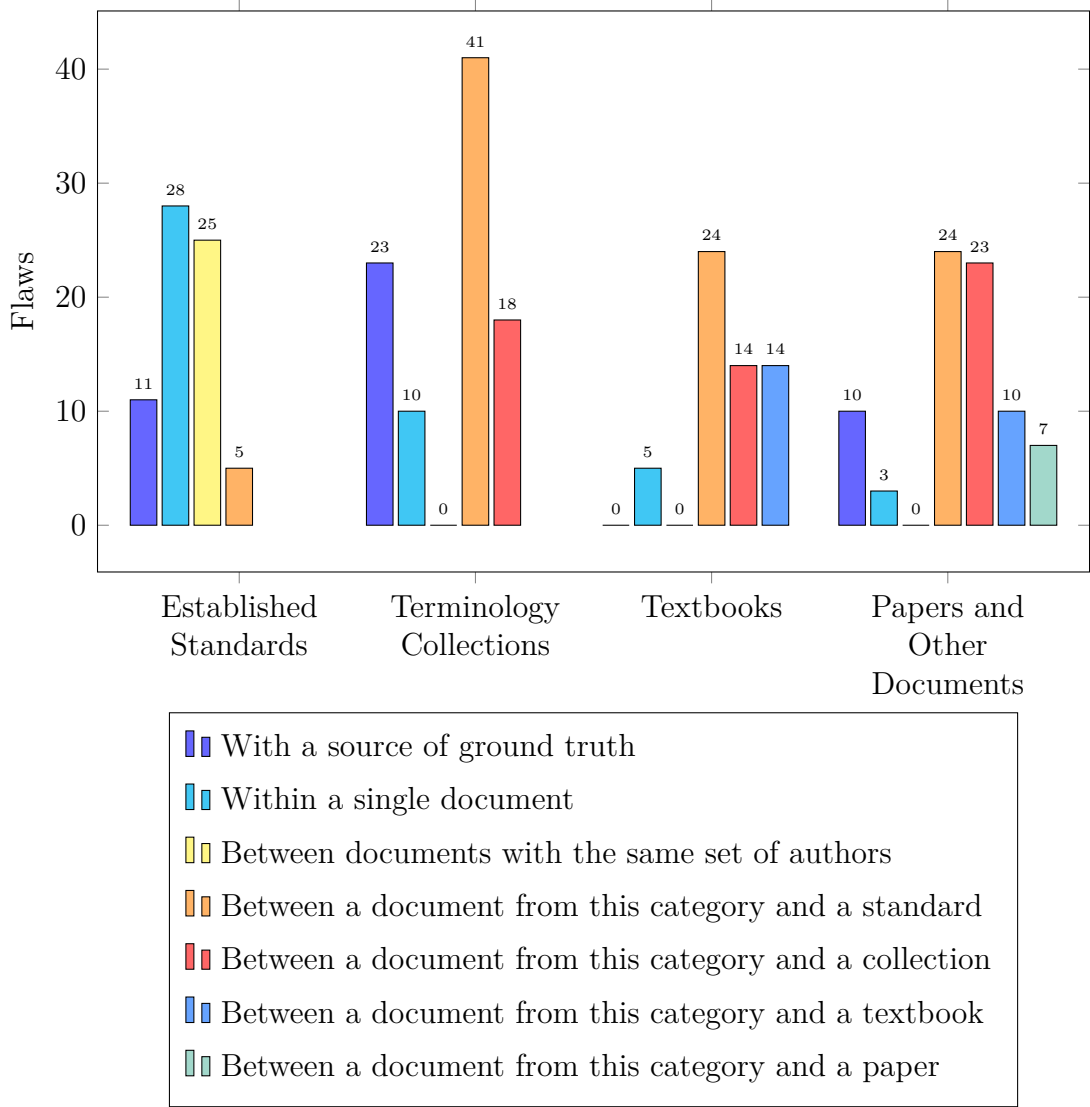 Flaws
40
30
20
10
0
11
28
25
5
23
10
0
41
18
0
5
0
24
14
14
10
3
0
24
23
10
7
Established
Standards
Terminology
Collections
Textbooks
Papers and
Other
Documents
With a source of ground truth
Within a single document
Between documents with the same set of authors
Between a document from this category and a standard
Between a document from this category and a collection
Between a document from this category and a textbook
Between a document from this category and a paper